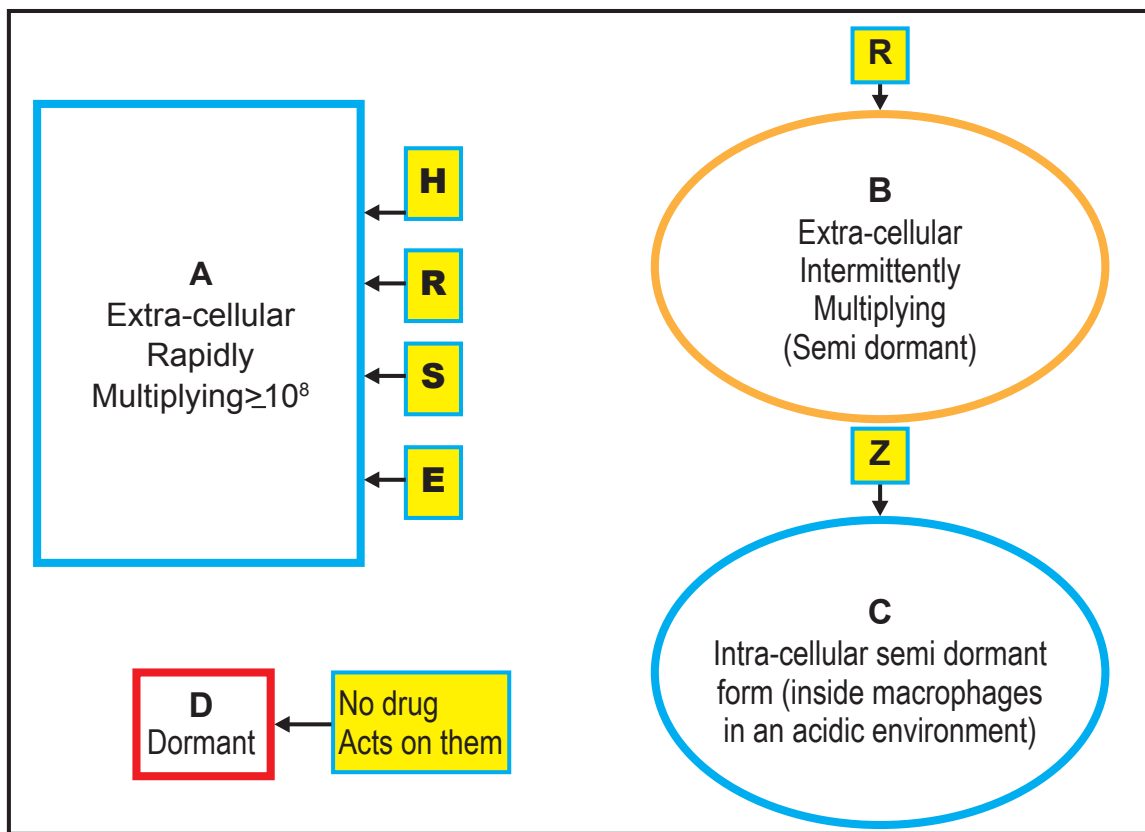 A
Extra-cellular
Rapidly
Multiplying≥10⁸
H
R
S
E
R
B
Extra-cellular
Intermittently
Multiplying
(Semi dormant)
Z
C
Intra-cellular semi dormant
form (inside macrophages
in an acidic environment)
D
Dormant
No drug
Acts on them